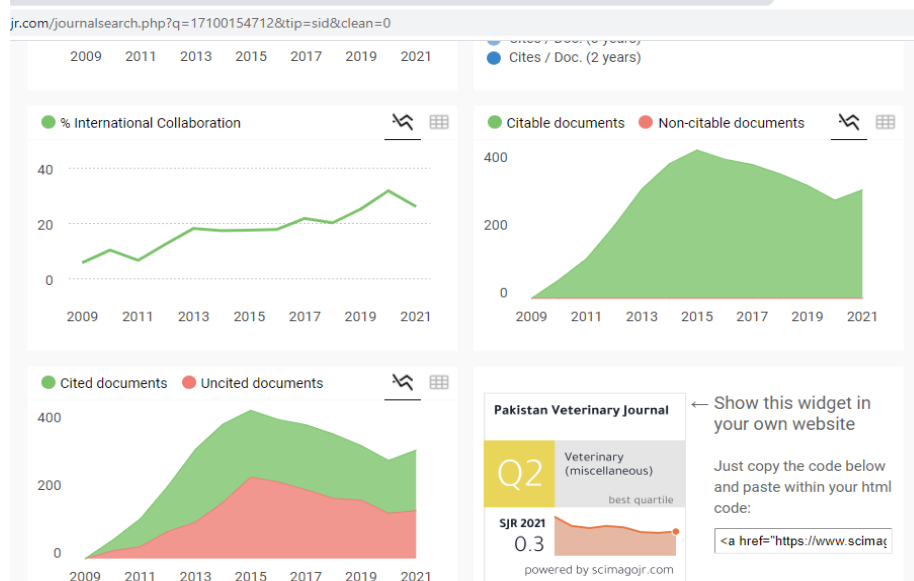 jr.com/journalsearch.php?q=17100154712&tip=sid&clean=0
2009 2011 2013 2015 2017 2019 2021
Cites / Doc. (3 years)
Cites / Doc. (2 years)
% International Collaboration
40
20
0
2009 2011 2013 2015 2017 2019 2021
Citable documents Non-citable documents
400
200
0
2009 2011 2013 2015 2017 2019 2021
Cited documents Uncited documents
400
200
0
2009 2011 2013 2015 2017 2019 2021
Pakistan Veterinary Journal
Q2
Veterinary
(miscellaneous)
best quartile
SJR 2021
0.3
powered by scimagojr.com
← Show this widget in
your own website
Just copy the code below
and paste within your html
code:
<a href="https://www.scimag